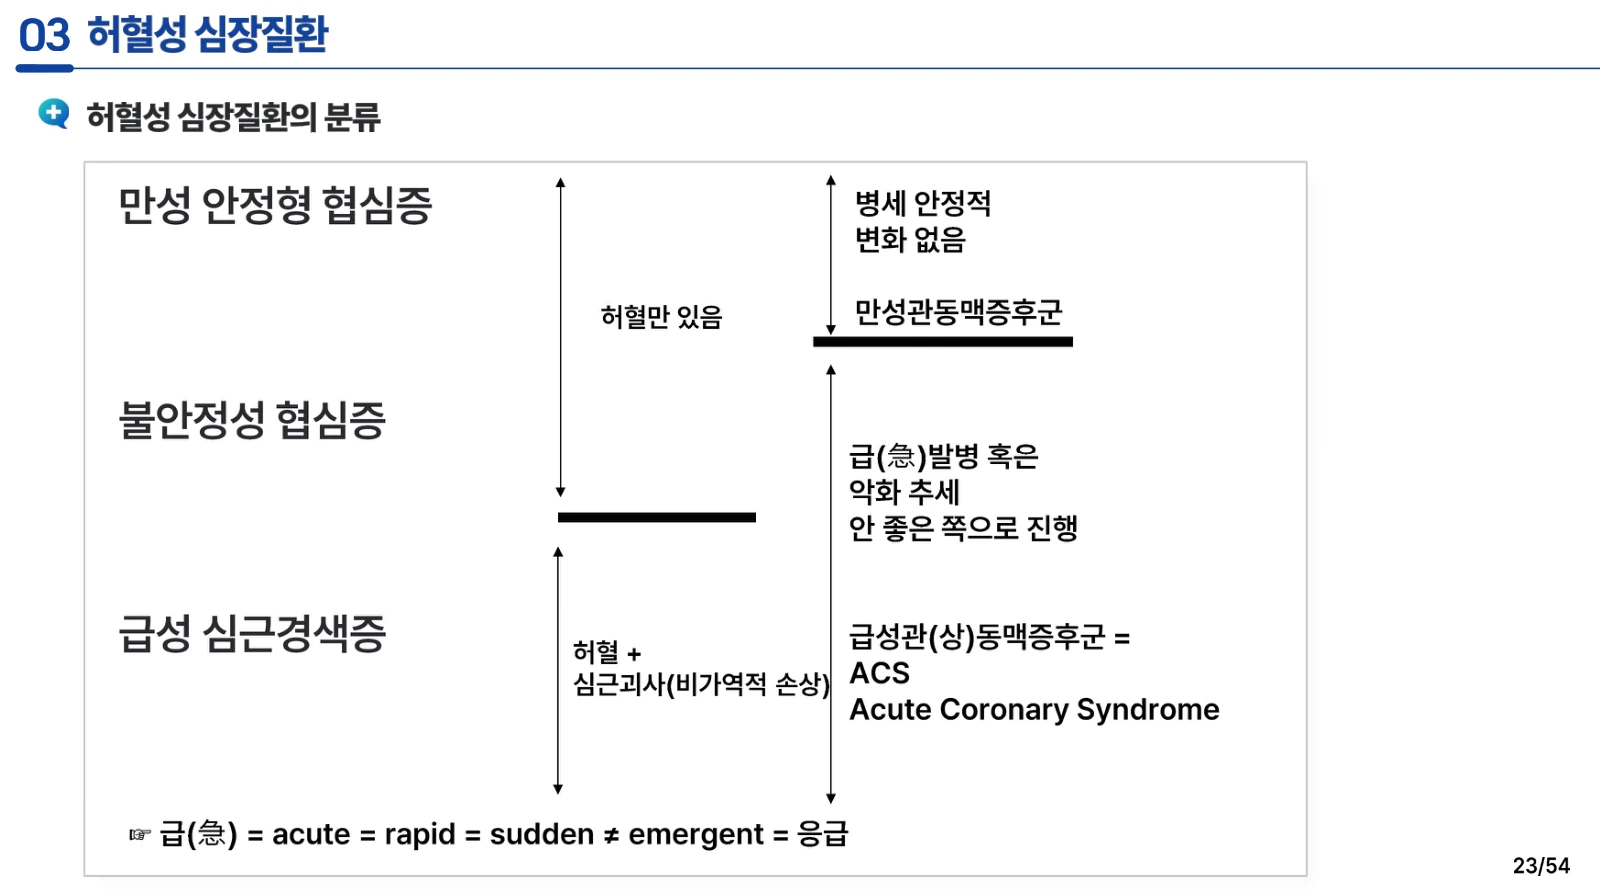 03 허혈성 심장질환
허혈성 심장질환의 분류
만성 안정형 협심증
병세 안정적
변화 없음
허혈만 있음
만성관동맥증후군
불안정성 협심증
급(急)발병 혹은
악화 추세
안 좋은 쪽으로 진행
급성 심근경색증
허혈 +
심근괴사(비가역적 손상)
급성관(상)동맥증후군 =
ACS
Acute Coronary Syndrome
☞ 급(急) = acute = rapid = sudden ≠ emergent = 응급
23/54